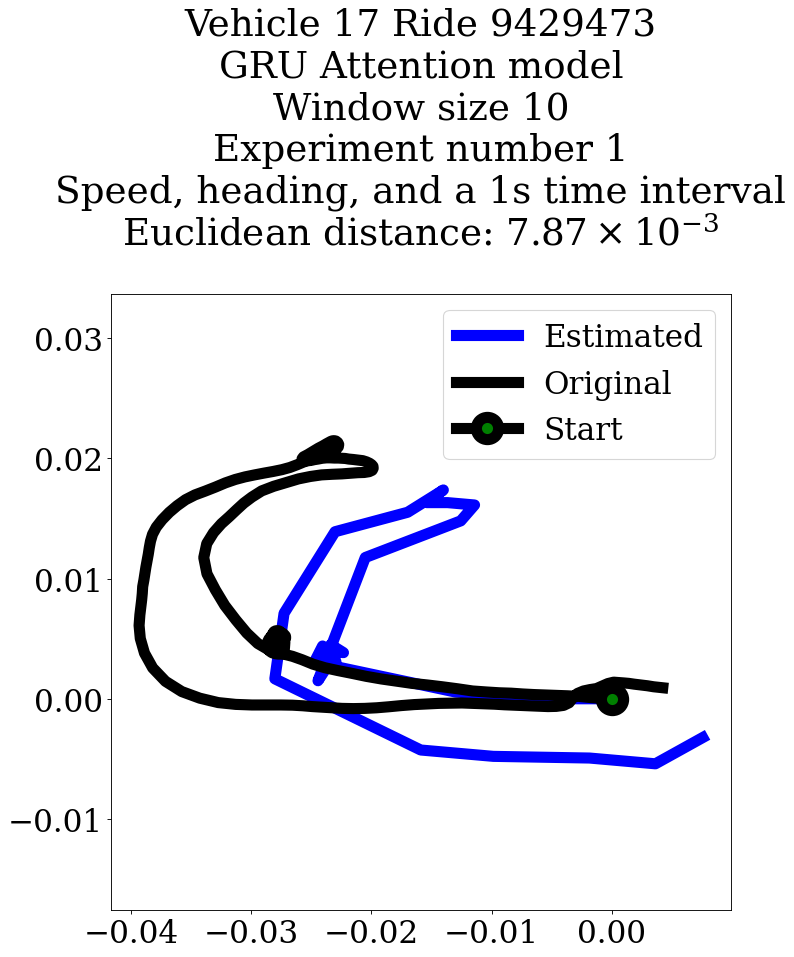 Vehicle 17 Ride 9429473
GRU Attention model
Window size 10
Experiment number 1
Speed, heading, and a 1s time interval
Euclidean distance: 7.87 × 10⁻³
Estimated
Original
Start
0.03
0.02
0.01
0.00
−0.01
−0.04 −0.03 −0.02 −0.01 0.00